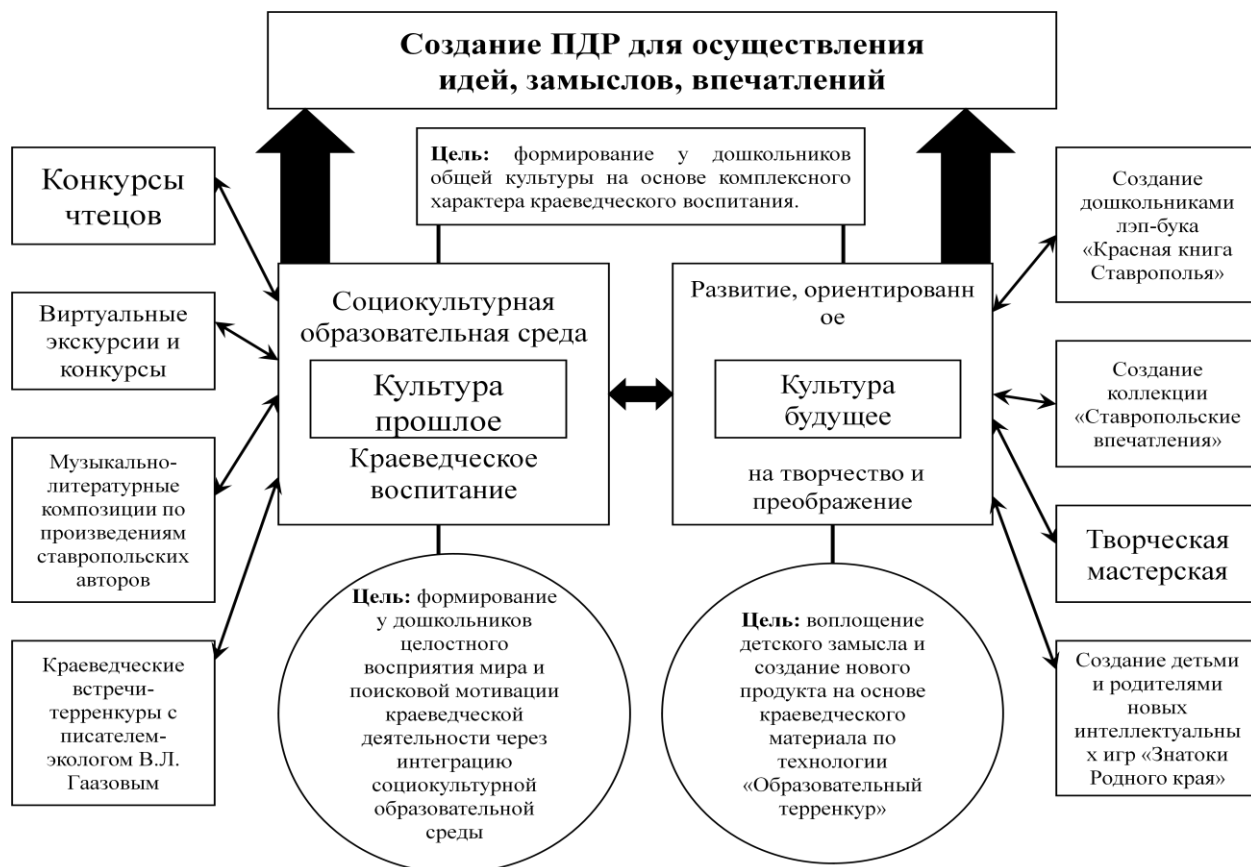 Создание ПДР для осуществления
идей, замыслов, впечатлений
Цель: формирование у дошкольников
общей культуры на основе комплексного
характера краеведческого воспитания.
Конкурсы
чтецов
Виртуальные
экскурсии и
конкурсы
Музыкально-
литературные
композиции по
произведениям
ставропольских
авторов
Краеведческие
встречи-
терренкуры с
писателем-
экологом В.Л.
Гаазовым
Социокультурная
образовательная среда
Культура
прошлое
Краеведческое
воспитание
Развитие, ориентированн
ое
Культура
будущее
на творчество и
преображение
Создание
дошкольниками
лэп-бука
«Красная книга
Ставрополья»
Создание
коллекции
«Ставропольские
впечатления»
Творческая
мастерская
Создание детьми
и родителями
новых
интеллектуальны
х игр «Знатоки
Родного края»
Цель: формирование
у дошкольников
целостного
восприятия мира и
поисковой мотивации
краеведческой
деятельности через
интеграцию
социокультурной
образовательной
среды
Цель: воплощение
детского замысла и
создание нового
продукта на основе
краеведческого
материала по
технологии
«Образовательный
терренкур»